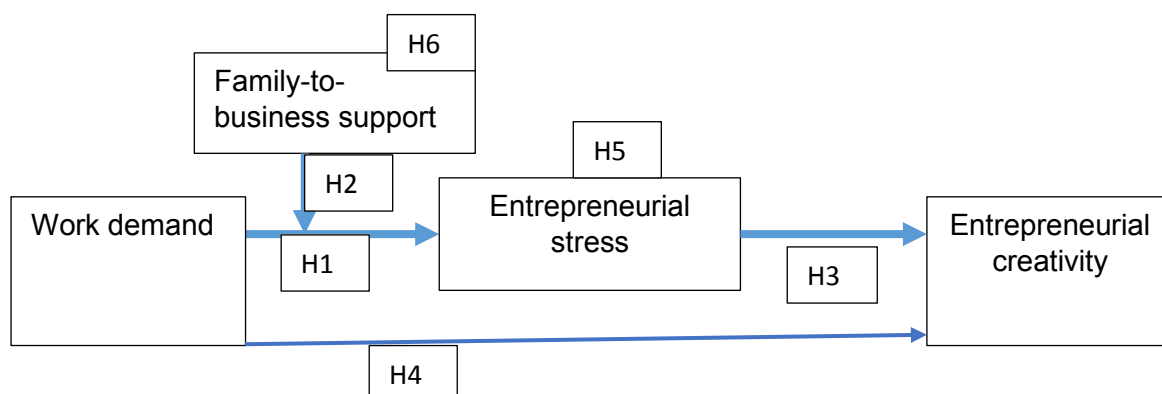 H6
Family-to-
business support
H5
H2
Work demand
Entrepreneurial
stress
Entrepreneurial
creativity
H1
H3
H4